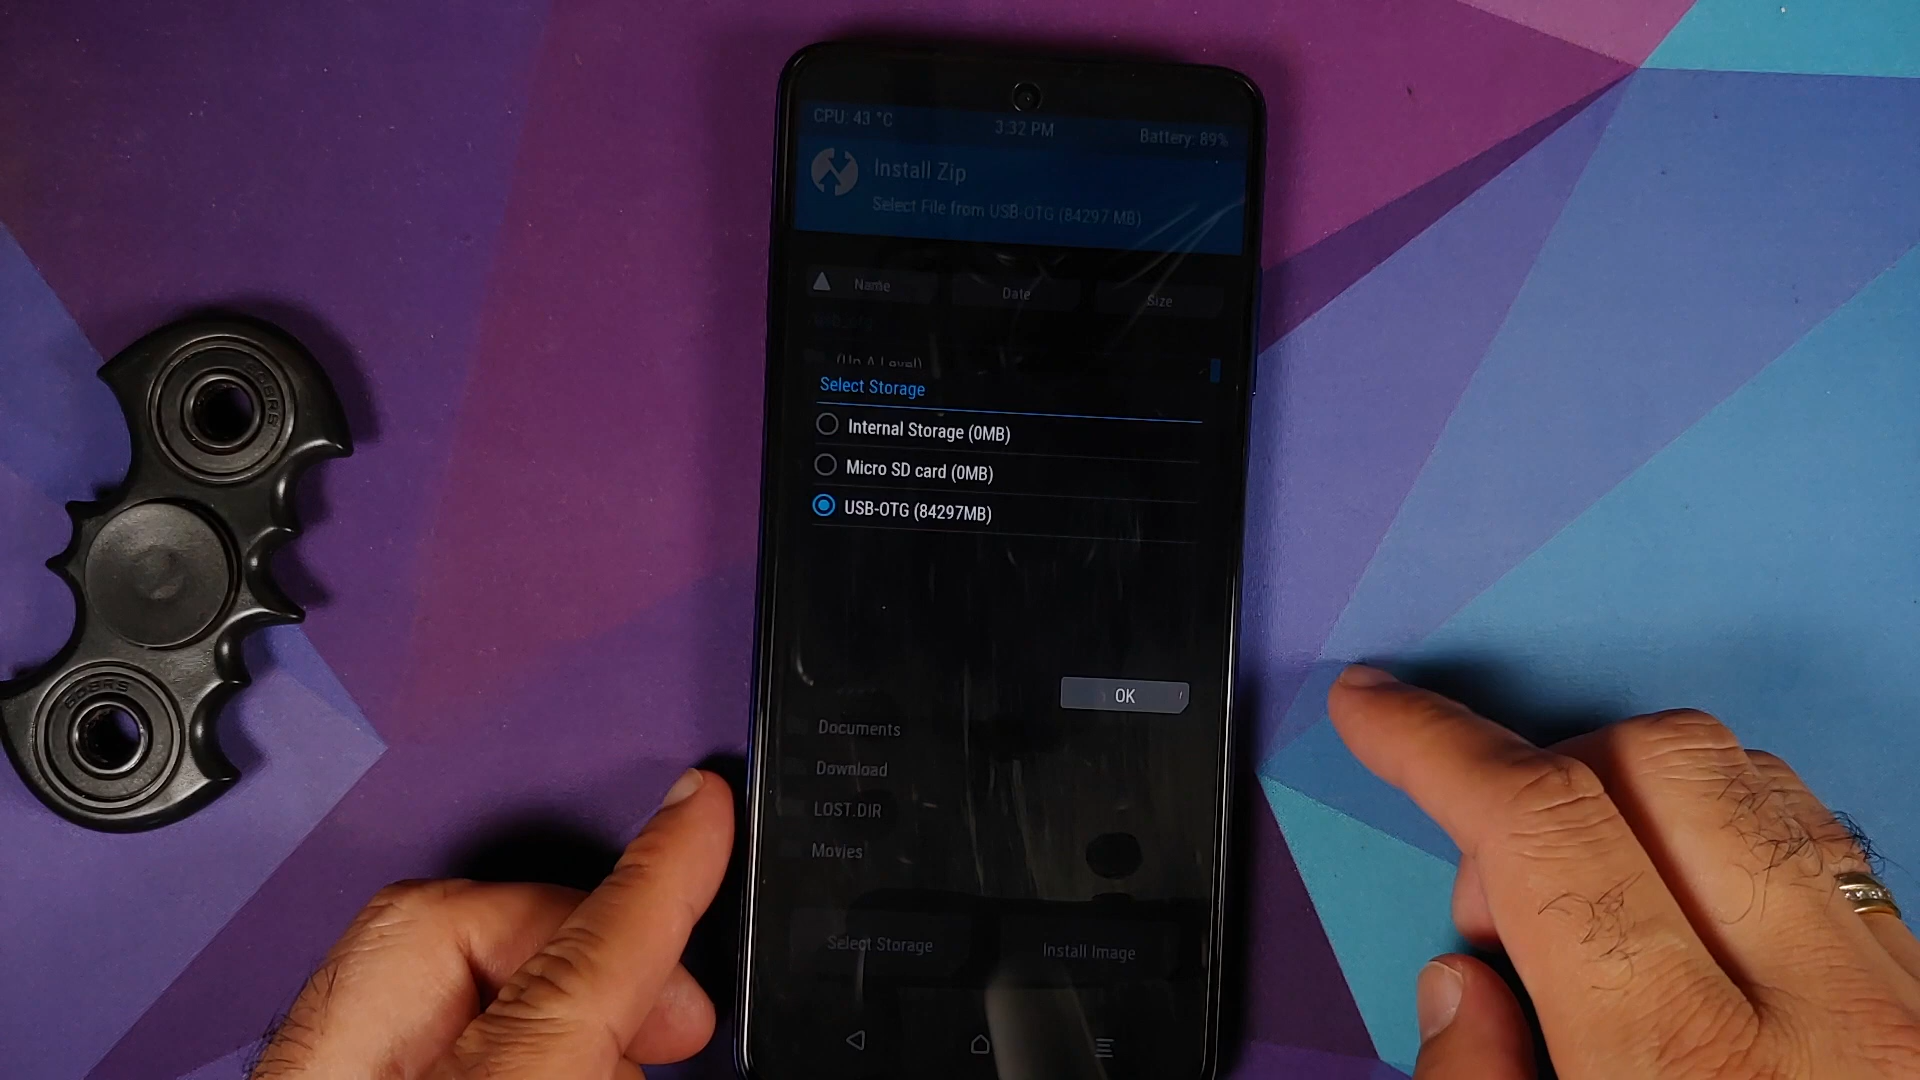 CPU: 43 °C
3:32 PM
Battery: 89%
Install Zip
Select File from USB-OTG (84297 MB)
Name
Date
Size
(Up A Level)
Select Storage
Internal Storage (0MB)
Micro SD card (0MB)
USB-OTG (84297MB)
OK
Documents
Download
LOST.DIR
Movies
Select Storage
Install Image